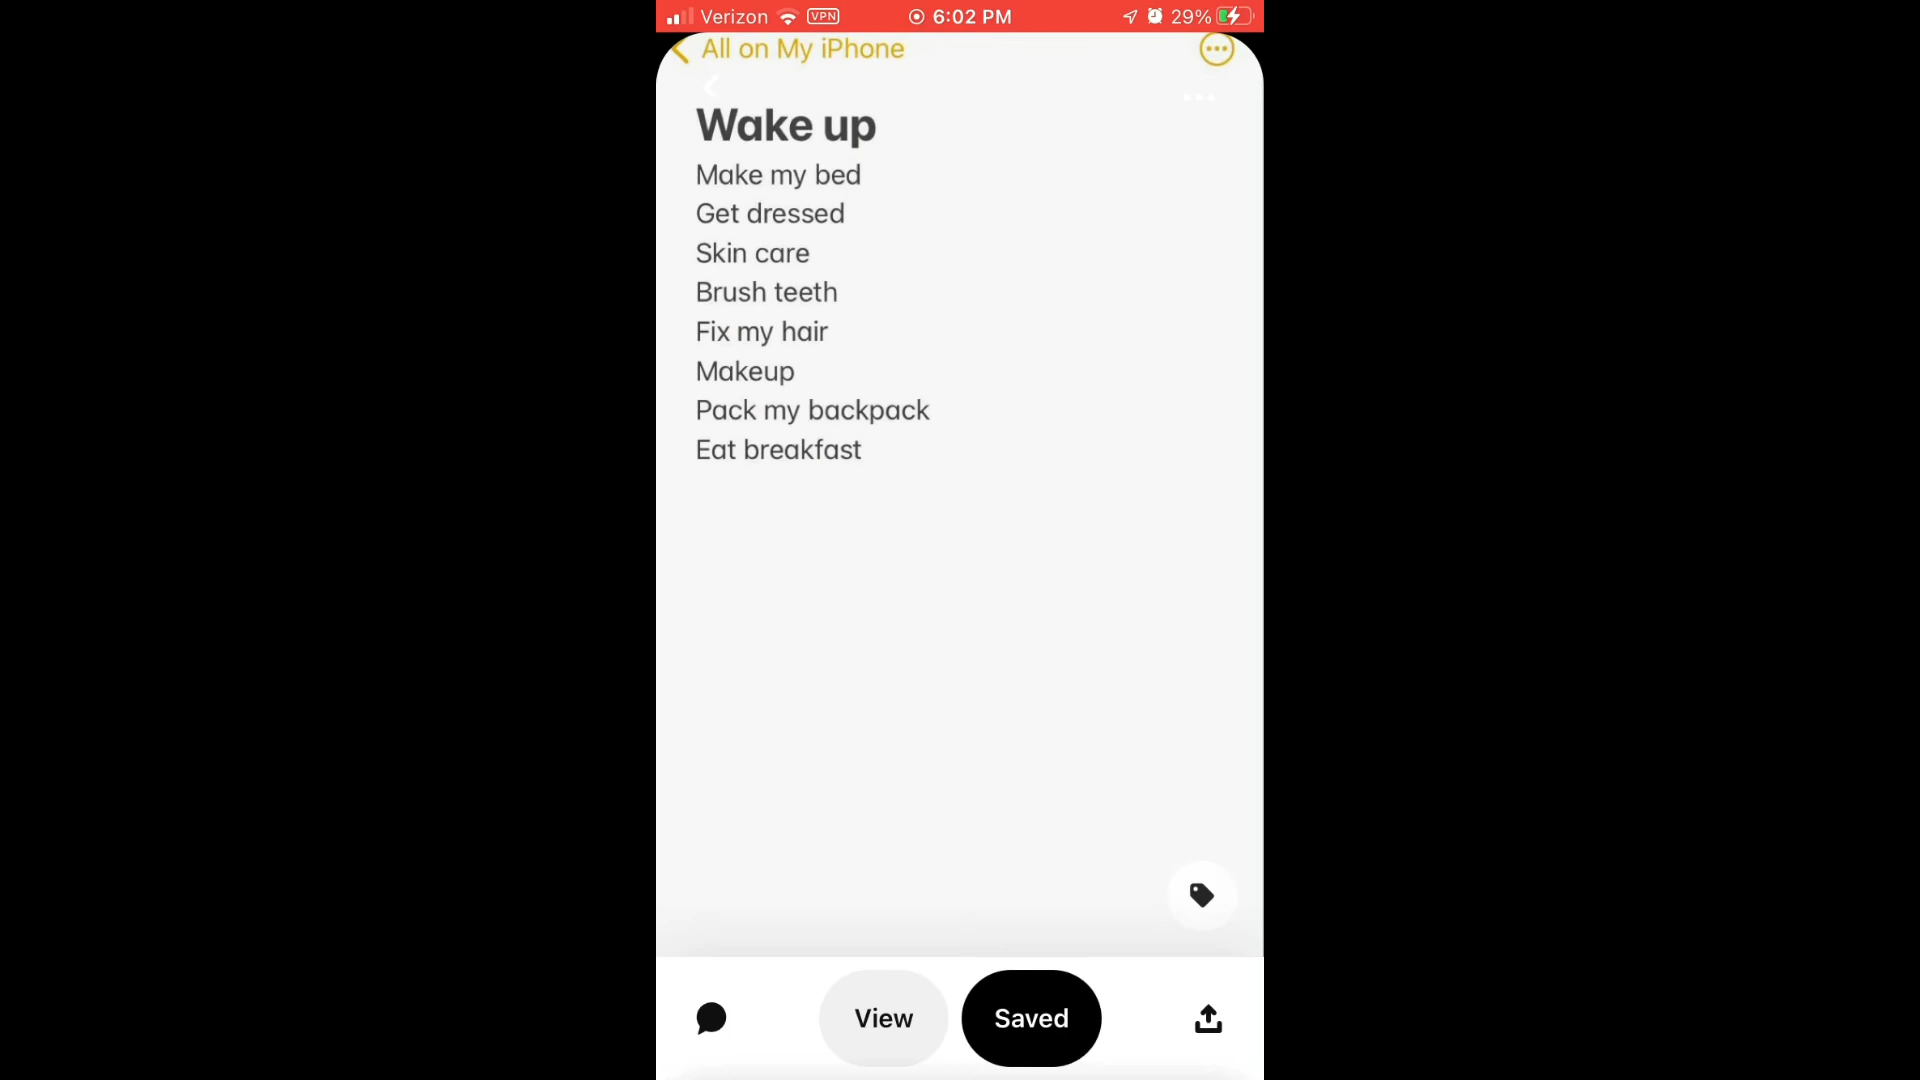 Verizon VPN 6:02 PM 29%
All on My iPhone
Wake up
Make my bed
Get dressed
Skin care
Brush teeth
Fix my hair
Makeup
Pack my backpack
Eat breakfast
View Saved